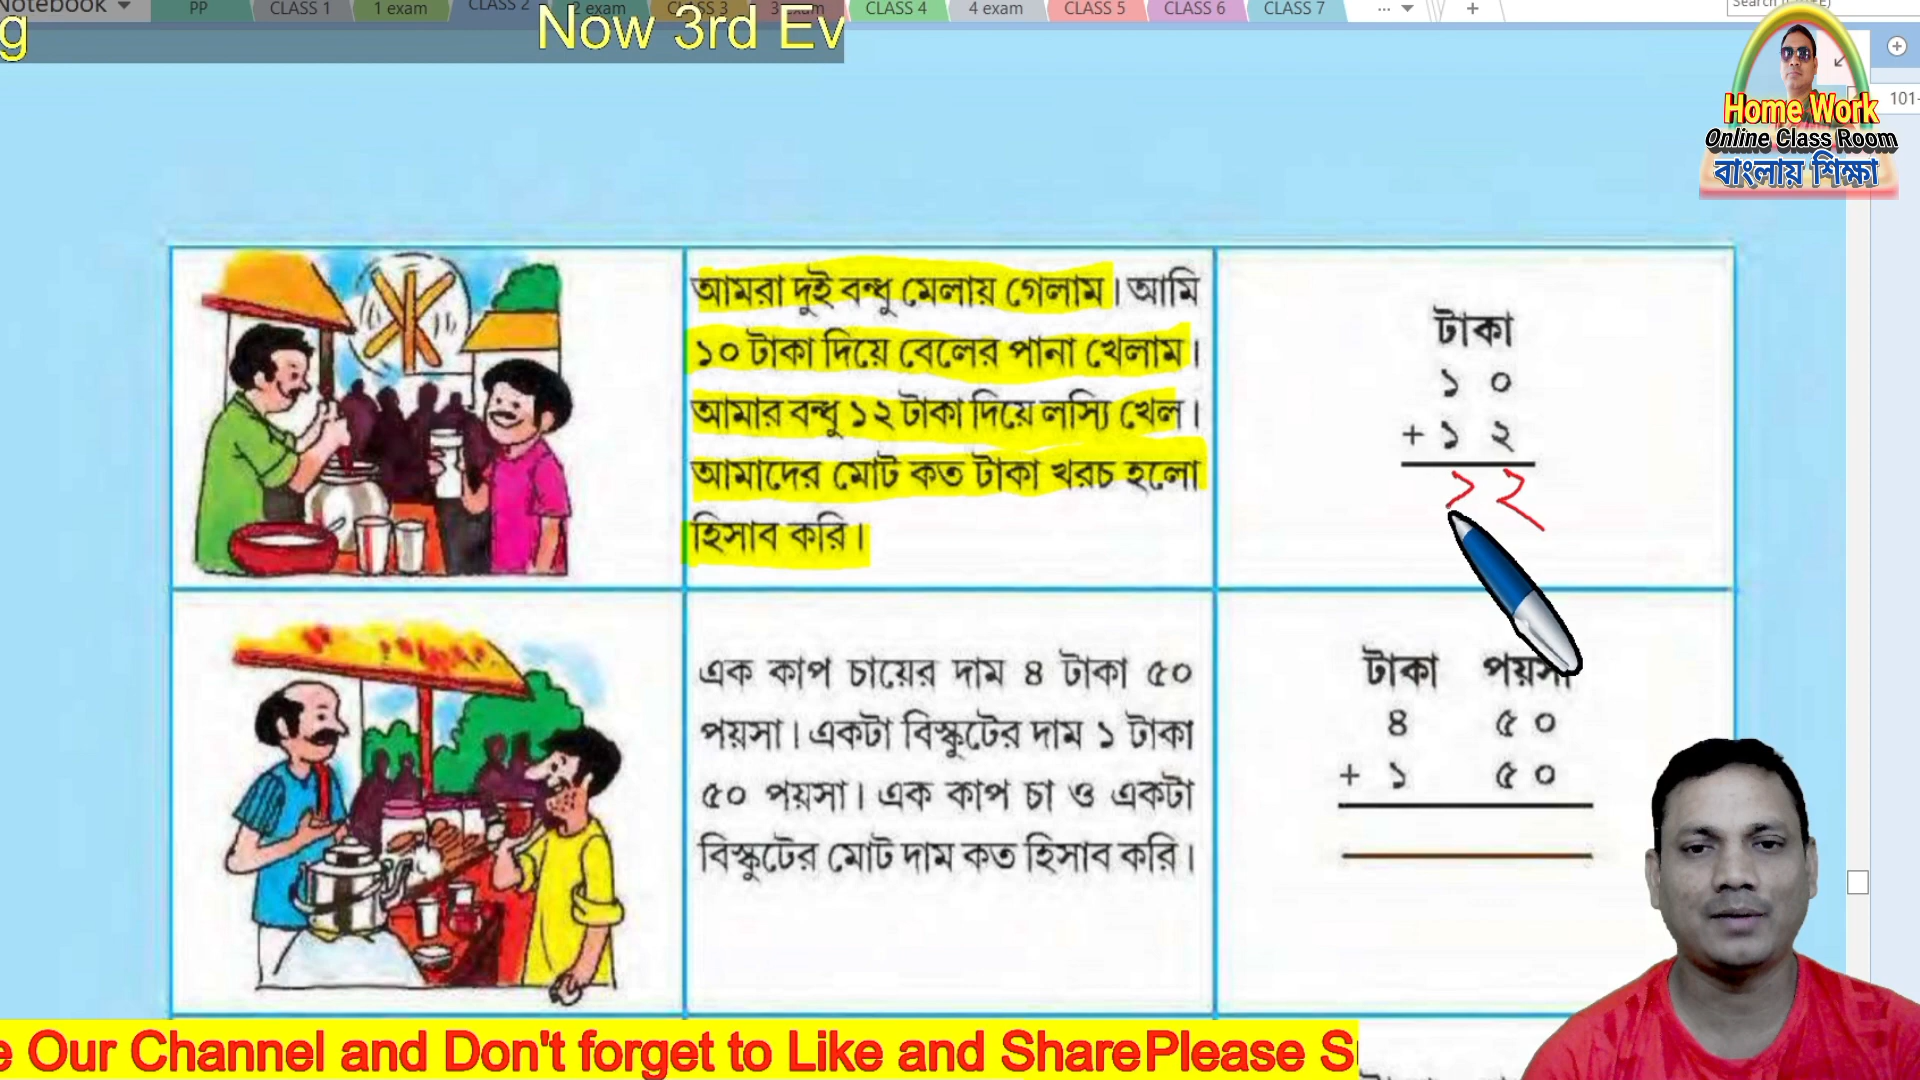 Notebook
PP
CLASS 1
1 exam
CLASS 2
2 exam
CLASS 3
CLASS 4
4 exam
CLASS 5
CLASS 6
CLASS 7
g Now 3rd Ev
Home Work
Online Class Room
বাংলায় শিক্ষা
101-
আমরা দুই বন্ধু মেলায় গেলাম। আমি
১০ টাকা দিয়ে বেলের পানা খেলাম।
আমার বন্ধু ১২ টাকা দিয়ে লস্যি খেল।
আমাদের মোট কত টাকা খরচ হলো
হিসাব করি।
টাকা
১ ০
+ ১ ২
২ ২
এক কাপ চায়ের দাম ৪ টাকা ৫০
পয়সা। একটা বিস্কুটের দাম ১ টাকা
৫০ পয়সা। এক কাপ চা ও একটা
বিস্কুটের মোট দাম কত হিসাব করি।
টাকা পয়সা
৪ ৫ ০
+ ১ ৫ ০
e Our Channel and Don't forget to Like and SharePlease S